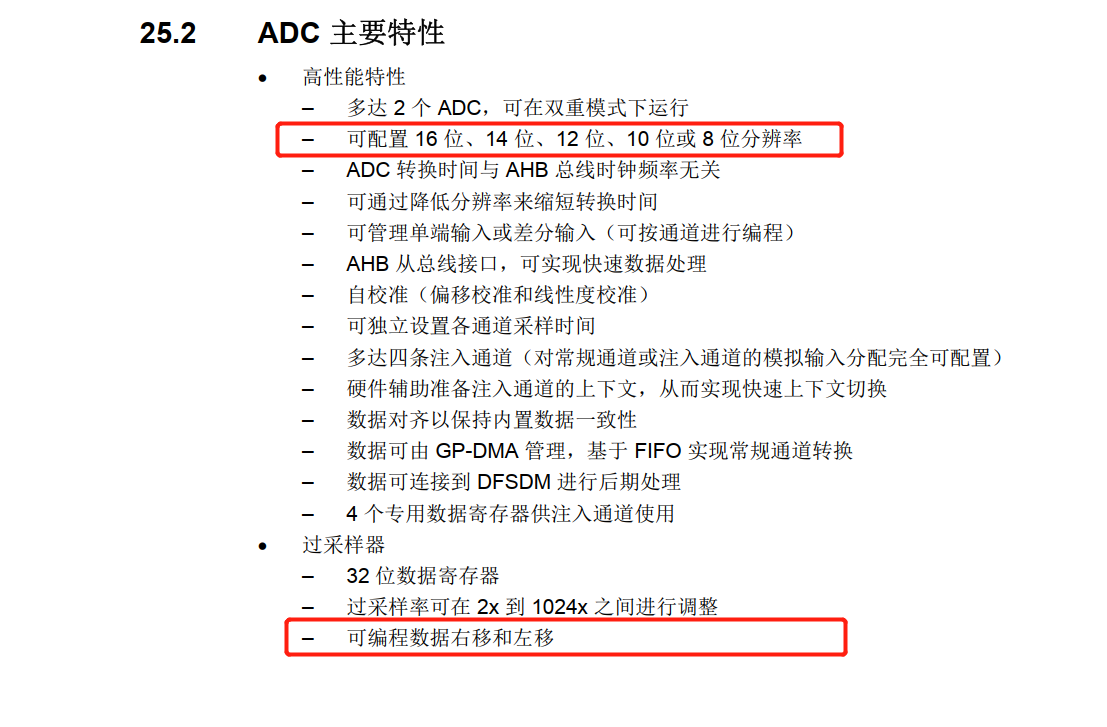 25.2 ADC 主要特性
• 高性能特性
– 多达 2 个 ADC，可在双重模式下运行
– 可配置 16 位、14 位、12 位、10 位或 8 位分辨率
– ADC 转换时间与 AHB 总线时钟频率无关
– 可通过降低分辨率来缩短转换时间
– 可管理单端输入或差分输入（可按通道进行编程）
– AHB 从总线接口，可实现快速数据处理
– 自校准（偏移校准和线性度校准）
– 可独立设置各通道采样时间
– 多达四条注入通道（对常规通道或注入通道的模拟输入分配完全可配置）
– 硬件辅助准备注入通道的上下文，从而实现快速上下文切换
– 数据对齐以保持内置数据一致性
– 数据可由 GP-DMA 管理，基于 FIFO 实现常规通道转换
– 数据可连接到 DFSDM 进行后期处理
– 4 个专用数据寄存器供注入通道使用
• 过采样器
– 32 位数据寄存器
– 过采样率可在 2x 到 1024x 之间进行调整
– 可编程数据右移和左移